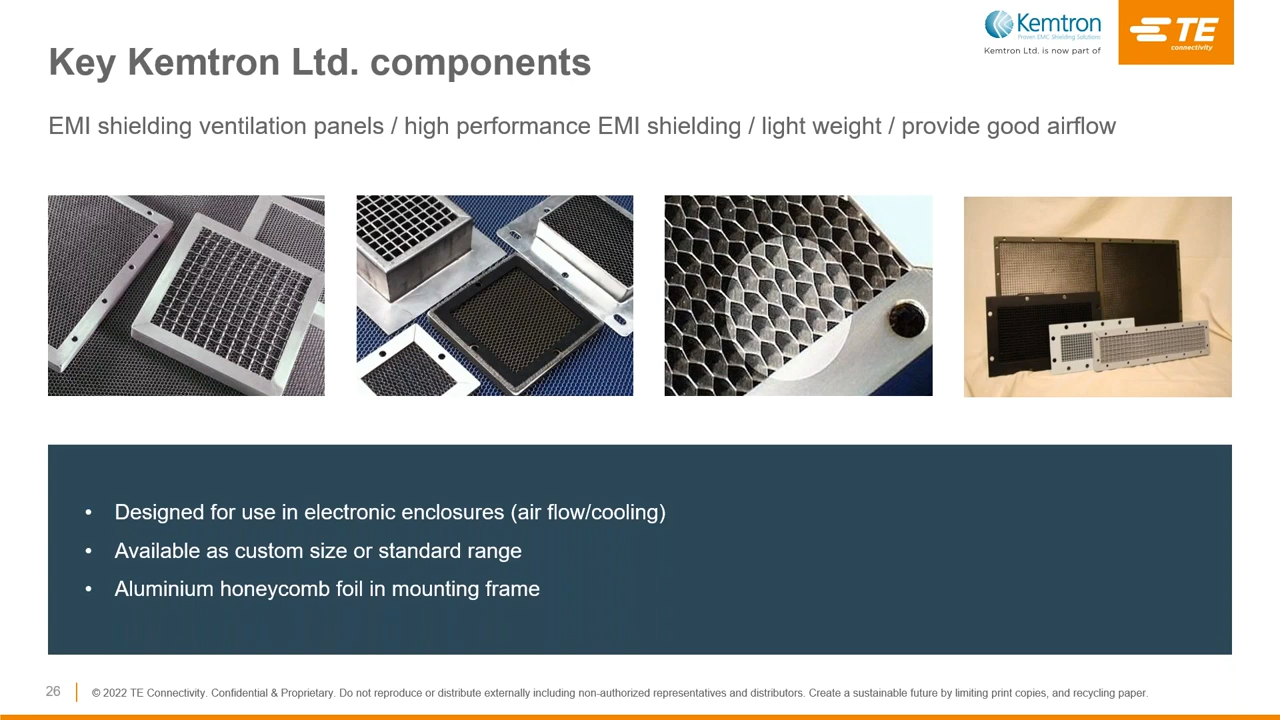 Kemtron
Proven EMC Shielding Solutions
Kemtron Ltd. is now part of
TE
connectivity
Key Kemtron Ltd. components
EMI shielding ventilation panels / high performance EMI shielding / light weight / provide good airflow
• Designed for use in electronic enclosures (air flow/cooling)
• Available as custom size or standard range
• Aluminium honeycomb foil in mounting frame
26
© 2022 TE Connectivity. Confidential & Proprietary. Do not reproduce or distribute externally including non-authorized representatives and distributors. Create a sustainable future by limiting print copies, and recycling paper.